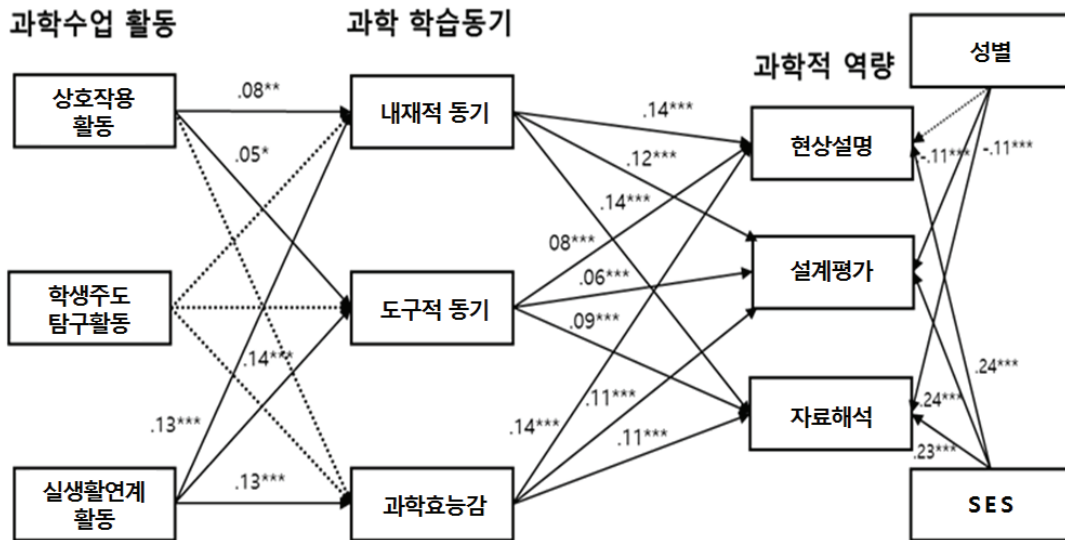 과학수업 활동
과학 학습동기
과학적 역량
성별
상호작용
활동
내재적 동기
현상설명
학생주도
탐구활동
도구적 동기
설계평가
실생활연계
활동
과학효능감
자료해석
SES
.08**
.05*
.14***
.13***
.13***
.14***
.12***
.14***
08***
.06***
.09***
.11***
.14***
.11***
-.11***
-.11***
.24***
.24***
.23***